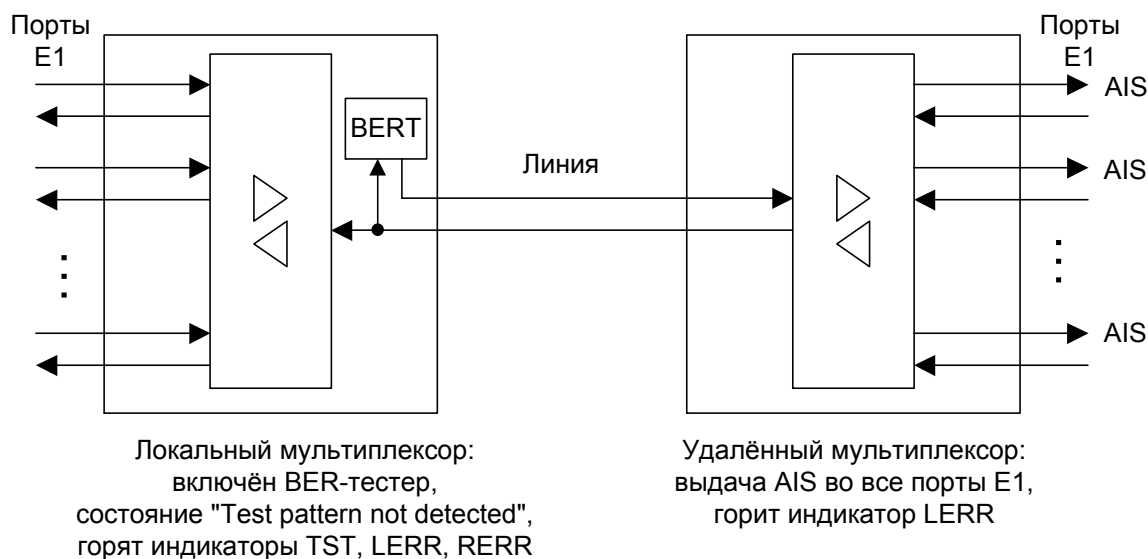 Порты
E1
Порты
E1
AIS
BERT
Линия
AIS
AIS
Локальный мультиплексор:
включён BER-тестер,
состояние "Test pattern not detected",
горят индикаторы TST, LERR, RERR
Удалённый мультиплексор:
выдача AIS во все порты E1,
горит индикатор LERR